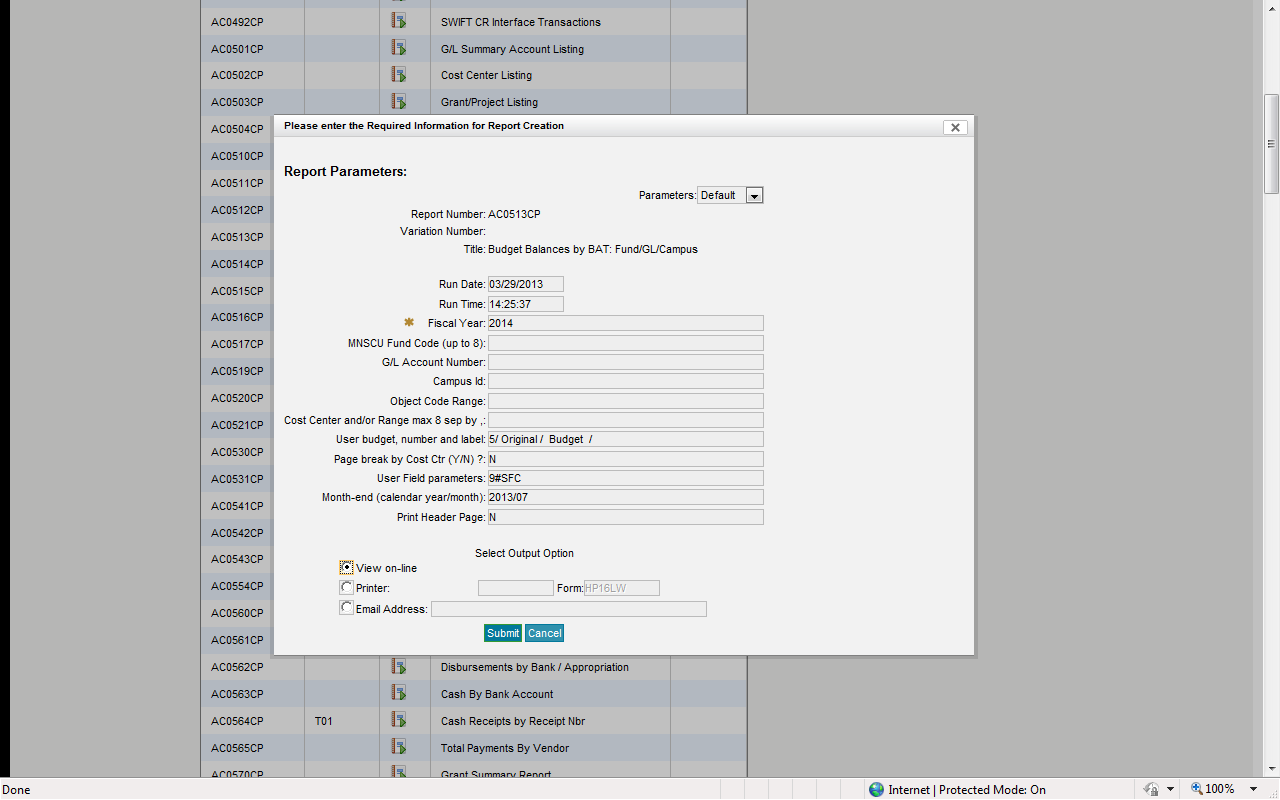 AC0492CP SWIFT CR Interface Transactions
AC0501CP G/L Summary Account Listing
AC0502CP Cost Center Listing
AC0503CP Grant/Project Listing
AC0504CP
AC0510CP
AC0511CP
AC0512CP
AC0513CP
AC0514CP
AC0515CP
AC0516CP
AC0517CP
AC0519CP
AC0520CP
AC0521CP
AC0530CP
AC0531CP
AC0541CP
AC0542CP
AC0543CP
AC0554CP
AC0560CP
AC0561CP
Please enter the Required Information for Report Creation
Report Parameters:
Parameters: Default
Report Number: AC0513CP
Variation Number:
Title: Budget Balances by BAT: Fund/GL/Campus
Run Date: 03/29/2013
Run Time: 14:25:37
Fiscal Year: 2014
MNSCU Fund Code (up to 8):
G/L Account Number:
Campus Id:
Object Code Range:
Cost Center and/or Range max 8 sep by ,:
User budget, number and label: 5/ Original /  Budget  /
Page break by Cost Ctr (Y/N) ?: N
User Field parameters: 9#SFC
Month-end (calendar year/month): 2013/07
Print Header Page: N
Select Output Option
View on-line
Printer: Form: HP16LW
Email Address:
Submit Cancel
AC0562CP Disbursements by Bank / Appropriation
AC0563CP Cash By Bank Account
AC0564CP T01 Cash Receipts by Receipt Nbr
AC0565CP Total Payments By Vendor
AC0570CP Grant Summary Report
Done Internet | Protected Mode: On 100%